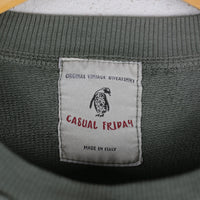 ORIGINAL VINTAGE SWEATSHIRT
CASUAL FRIDAY
MADE IN ITALY